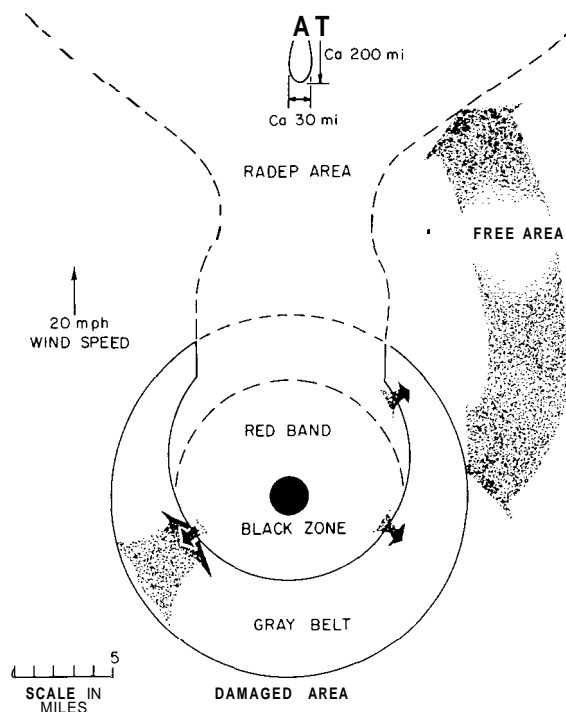 A T
Ca 200 mi
Ca 30 mi
RADEP AREA
FREE AREA
20 mph
WIND SPEED
RED BAND
BLACK ZONE
GRAY BELT
5
SCALE IN
MILES
DAMAGED AREA